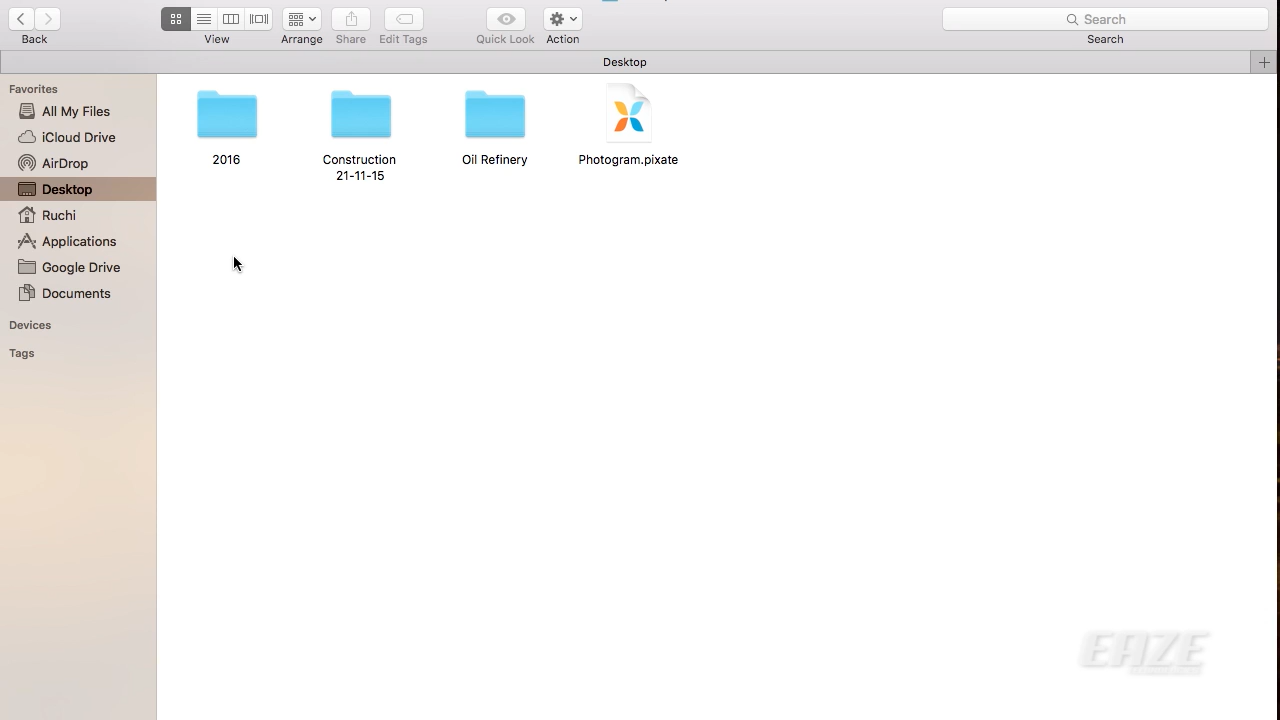 Back
View
Arrange
Share
Edit Tags
Quick Look
Action
Search
Search
Desktop
Favorites
All My Files
iCloud Drive
AirDrop
Desktop
Ruchi
Applications
Google Drive
Documents
Devices
Tags
2016
Construction
21-11-15
Oil Refinery
Photogram.pixate
EAZE